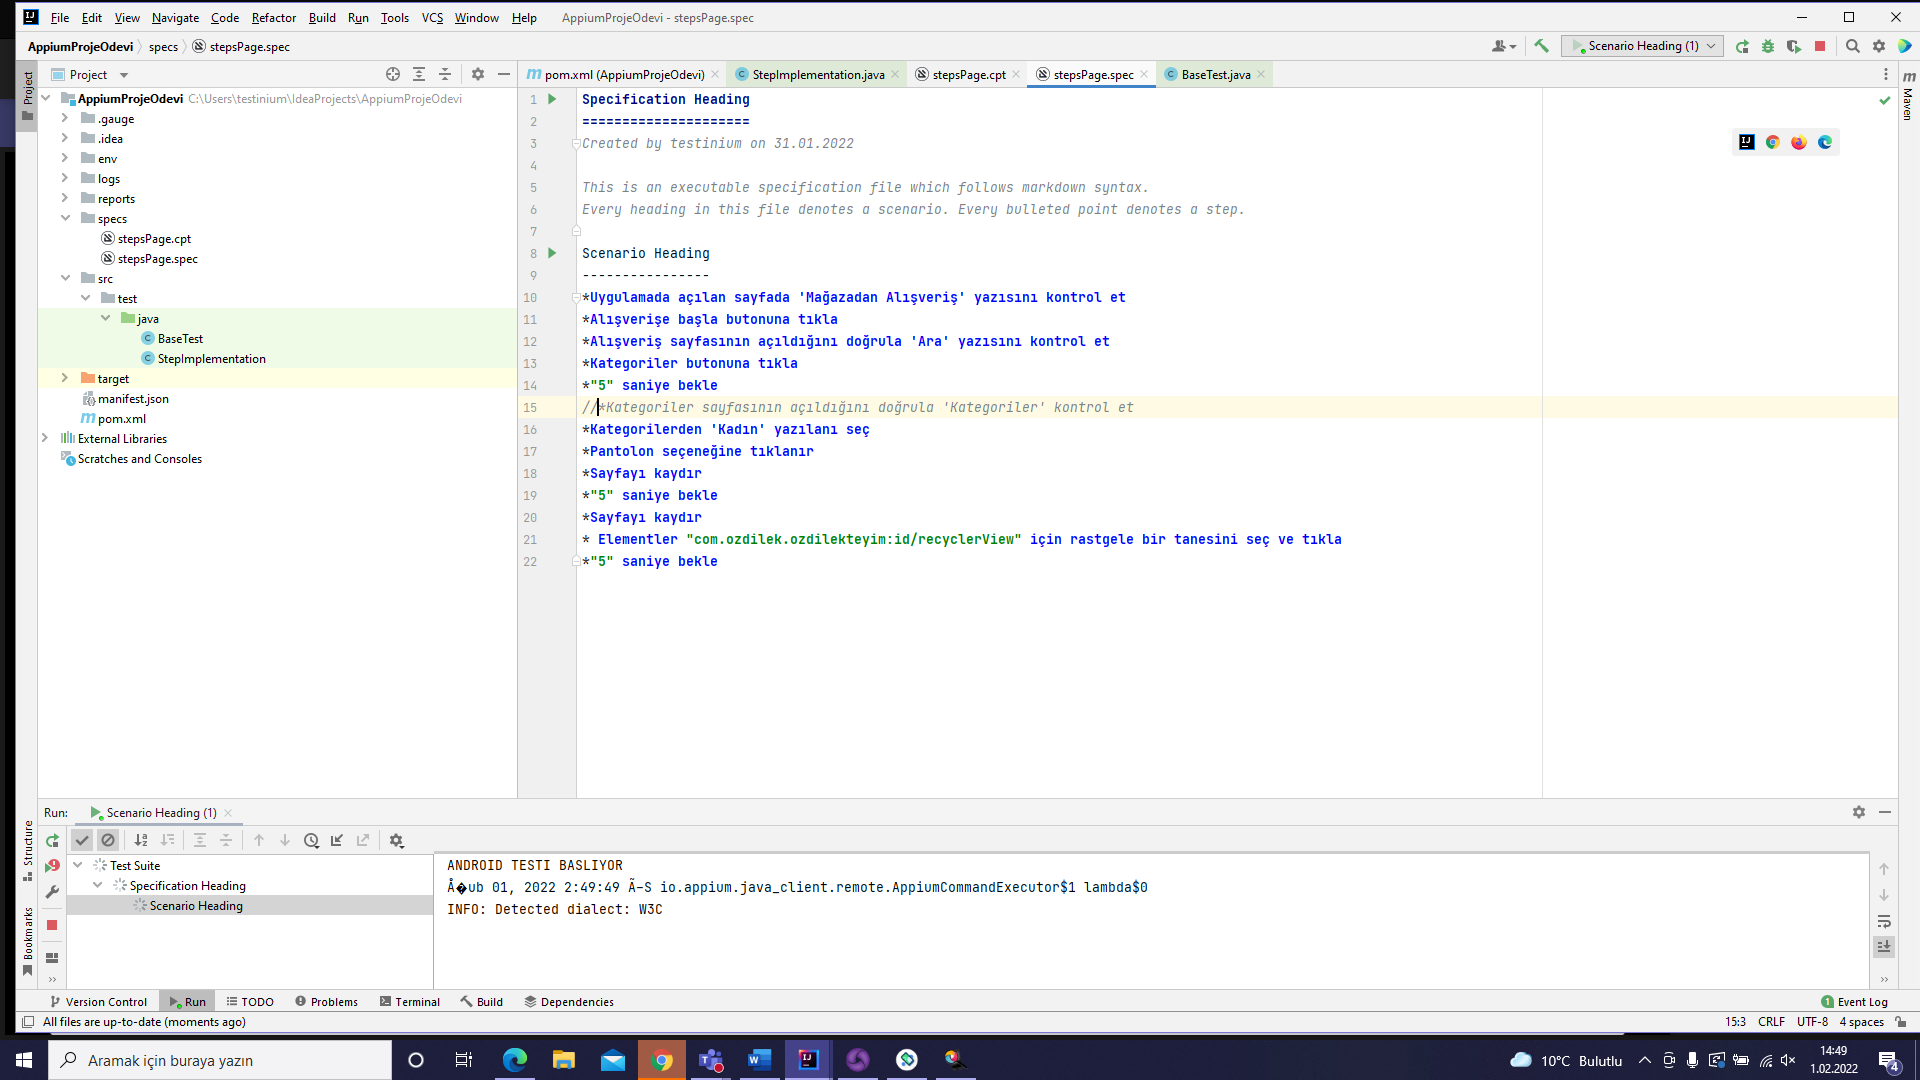 File Edit View Navigate Code Refactor Build Run Tools VCS Window Help AppiumProjeOdevi - stepsPage.spec
AppiumProjeOdevi specs stepsPage.spec
Scenario Heading (1)
Project
pom.xml (AppiumProjeOdevi) StepImplementation.java stepsPage.cpt stepsPage.spec BaseTest.java
Project
Maven
AppiumProjeOdevi C:\Users\testinium\IdeaProjects\AppiumProjeOdevi
.gauge
.idea
env
logs
reports
specs
stepsPage.cpt
stepsPage.spec
src
test
java
BaseTest
StepImplementation
target
manifest.json
pom.xml
External Libraries
Scratches and Consoles
1 Specification Heading
2 =====================
3 Created by testinium on 31.01.2022
4
5 This is an executable specification file which follows markdown syntax.
6 Every heading in this file denotes a scenario. Every bulleted point denotes a step.
7
8 Scenario Heading
9 ----------------
10 *Uygulamada açılan sayfada 'Mağazadan Alışveriş' yazısını kontrol et
11 *Alışverişe başla butonuna tıkla
12 *Alışveriş sayfasının açıldığını doğrula 'Ara' yazısını kontrol et
13 *Kategoriler butonuna tıkla
14 *"5" saniye bekle
15 //*Kategoriler sayfasının açıldığını doğrula 'Kategoriler' kontrol et
16 *Kategorilerden 'Kadın' yazılanı seç
17 *Pantolon seçeneğine tıklanır
18 *Sayfayı kaydır
19 *"5" saniye bekle
20 *Sayfayı kaydır
21 * Elementler "com.ozdilek.ozdilekteyim:id/recyclerView" için rastgele bir tanesini seç ve tıkla
22 *"5" saniye bekle
Run: Scenario Heading (1)
Structure
Bookmarks
Test Suite
Specification Heading
Scenario Heading
ANDROID TESTI BASLIYOR
Å�ub 01, 2022 2:49:49 Ã–S io.appium.java_client.remote.AppiumCommandExecutor$1 lambda$0
INFO: Detected dialect: W3C
Version Control Run TODO Problems Terminal Build Dependencies 1 Event Log
All files are up-to-date (moments ago) 15:3 CRLF UTF-8 4 spaces
Aramak için buraya yazın
10°C Bulutlu
14:49
1.02.2022
4